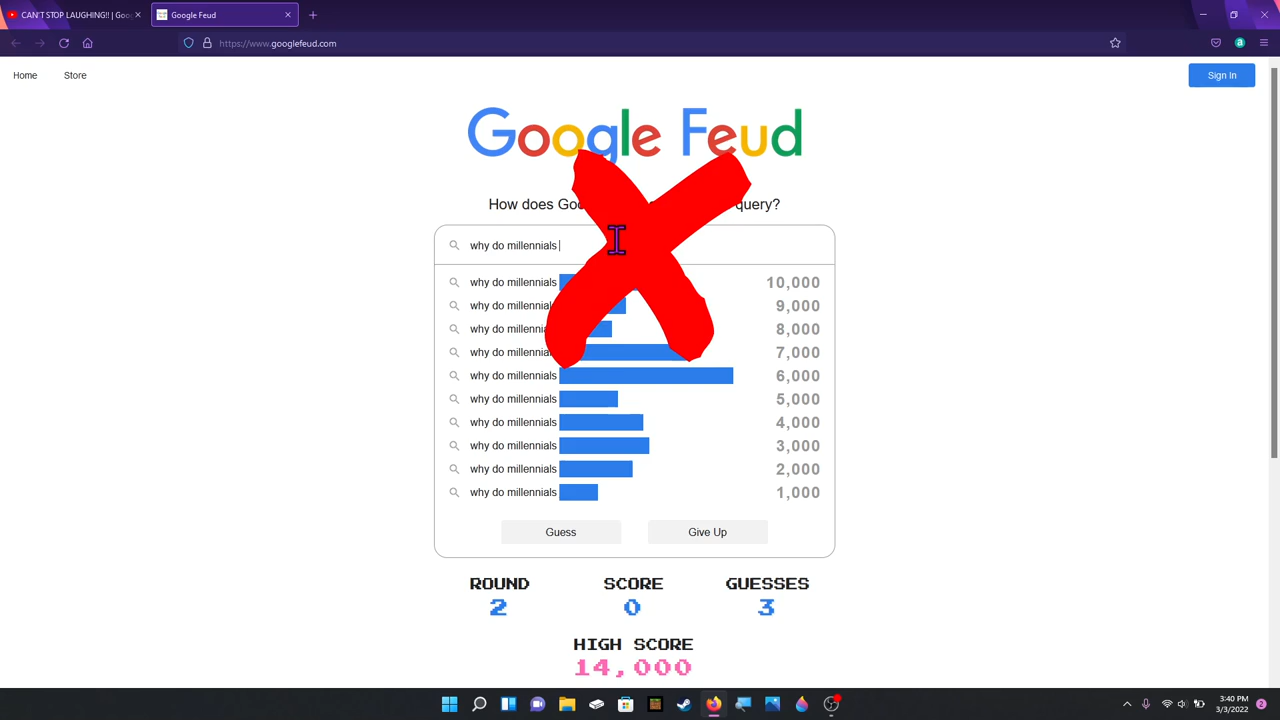 CAN'T STOP LAUGHING!! | Goo
Google Feud
https://www.googlefeud.com
Home Store
Sign In
Google Feud
How does Goo query?
why do millennials
why do millennials 10,000
why do millennials 9,000
why do millennials 8,000
why do millennials 7,000
why do millennials 6,000
why do millennials 5,000
why do millennials 4,000
why do millennials 3,000
why do millennials 2,000
why do millennials 1,000
Guess Give Up
ROUND SCORE GUESSES
2 0 3
HIGH SCORE
14,000
3:40 PM
3/3/2022
2